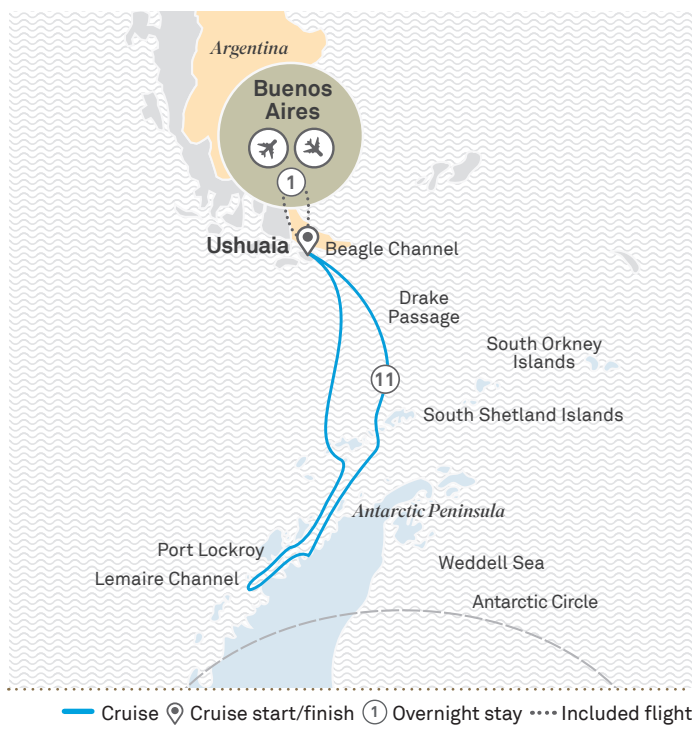 Argentina
Buenos
Aires
1
Ushuaia
Beagle Channel
Drake
Passage
South Orkney
Islands
11
South Shetland Islands
Antarctic Peninsula
Port Lockroy
Weddell Sea
Lemaire Channel
Antarctic Circle
Cruise Cruise start/finish 1 Overnight stay Included flight